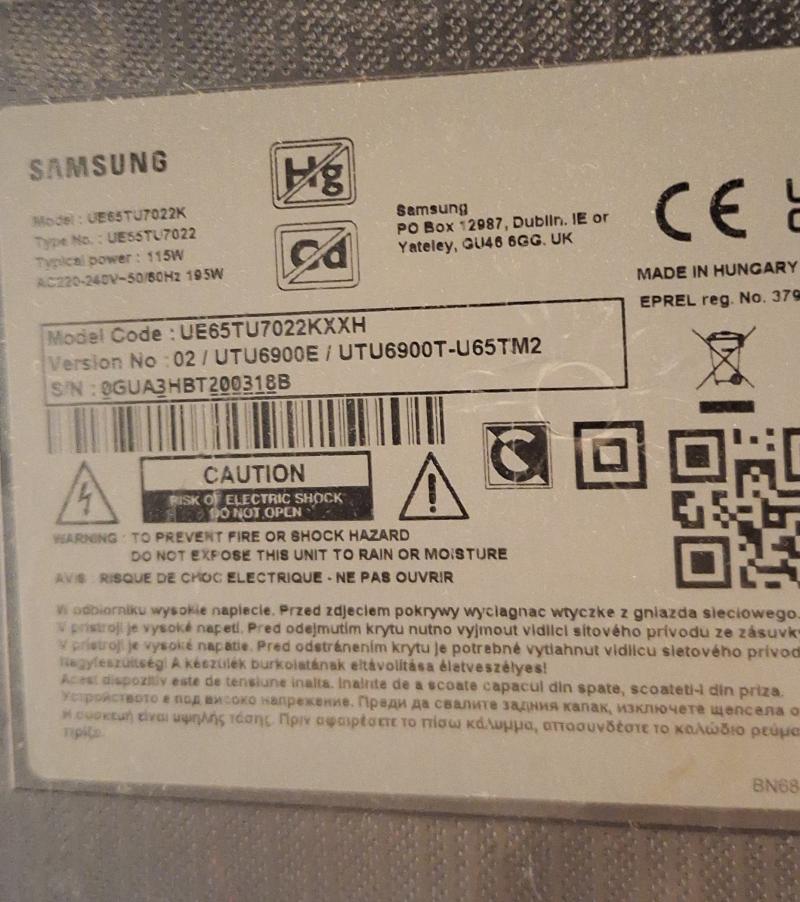 SAMSUNG
Hg
Cd
Model : UE65TU7022K
Type No. : UE65TU7022
Typical power : 115W
AC220-240V~50/60Hz 195W
Samsung
PO Box 12987, Dublin. IE or
Yateley, GU46 6GG. UK
CE
MADE IN HUNGARY
EPREL reg. No. 379
Model Code : UE65TU7022KXXH
Version No : 02 / UTU6900E / UTU6900T-U65TM2
S/N : 0GUA3HBT200318B
CAUTION
RISK OF ELECTRIC SHOCK
DO NOT OPEN
WARNING : TO PREVENT FIRE OR SHOCK HAZARD
DO NOT EXPOSE THIS UNIT TO RAIN OR MOISTURE
AVIS : RISQUE DE CHOC ELECTRIQUE - NE PAS OUVRIR
W odbiorniku wysokie napiecie. Przed zdjeciem pokrywy wyciagnac wtyczke z gniazda sieciowego.
V prístroji je vysoké napetí. Pred odejmutím krytu nutno vyjmout vidlici sítového prívodu ze zásuvky
V prístroji je vysoké napätie. Pred odstránením krytu je potrebné vytiahnut vidlicu sietového prívod
Nagyfeszültség! A készülék burkolatának eltávolítása életveszélyes!
Acest dispozitiv este de tensiune inalta. Inainte de a scoate capacul din spate, scoateti-l din priza.
Устройството е под високо напрежение. Преди да свалите задния капак, изключете щепсела о
Η συσκευή είναι υψηλής τάσης. Πριν αφαιρέσετε το πίσω κάλυμμα, αποσυνδέστε το καλώδιο ρεύμα
πρίζα.
BN68